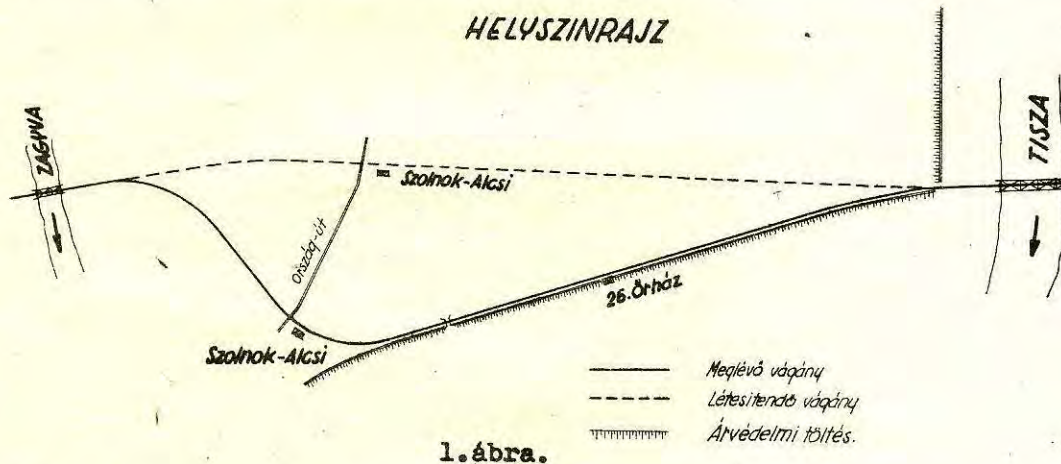 HELYSZINRAJZ
ZAGYVA
TISZA
Szolnok-Alcsi
Ország-út
26.Őrház
Szolnok-Alcsi
Meglévő vágány
Létesitendő vágány
Árvédelmi töltés.
1.ábra.